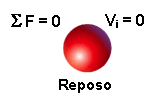 ΣF = 0 Vᵢ = 0
Reposo